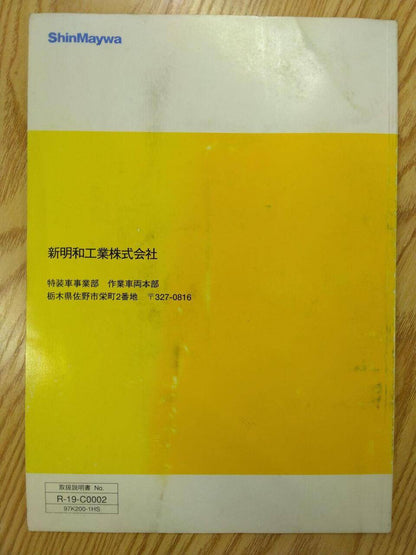 ShinMaywa
新明和工業株式会社
特装車事業部 作業車両本部
栃木県佐野市栄町2番地 〒327-0816
取扱説明書 No.
R-19-C0002
97K200-1HS